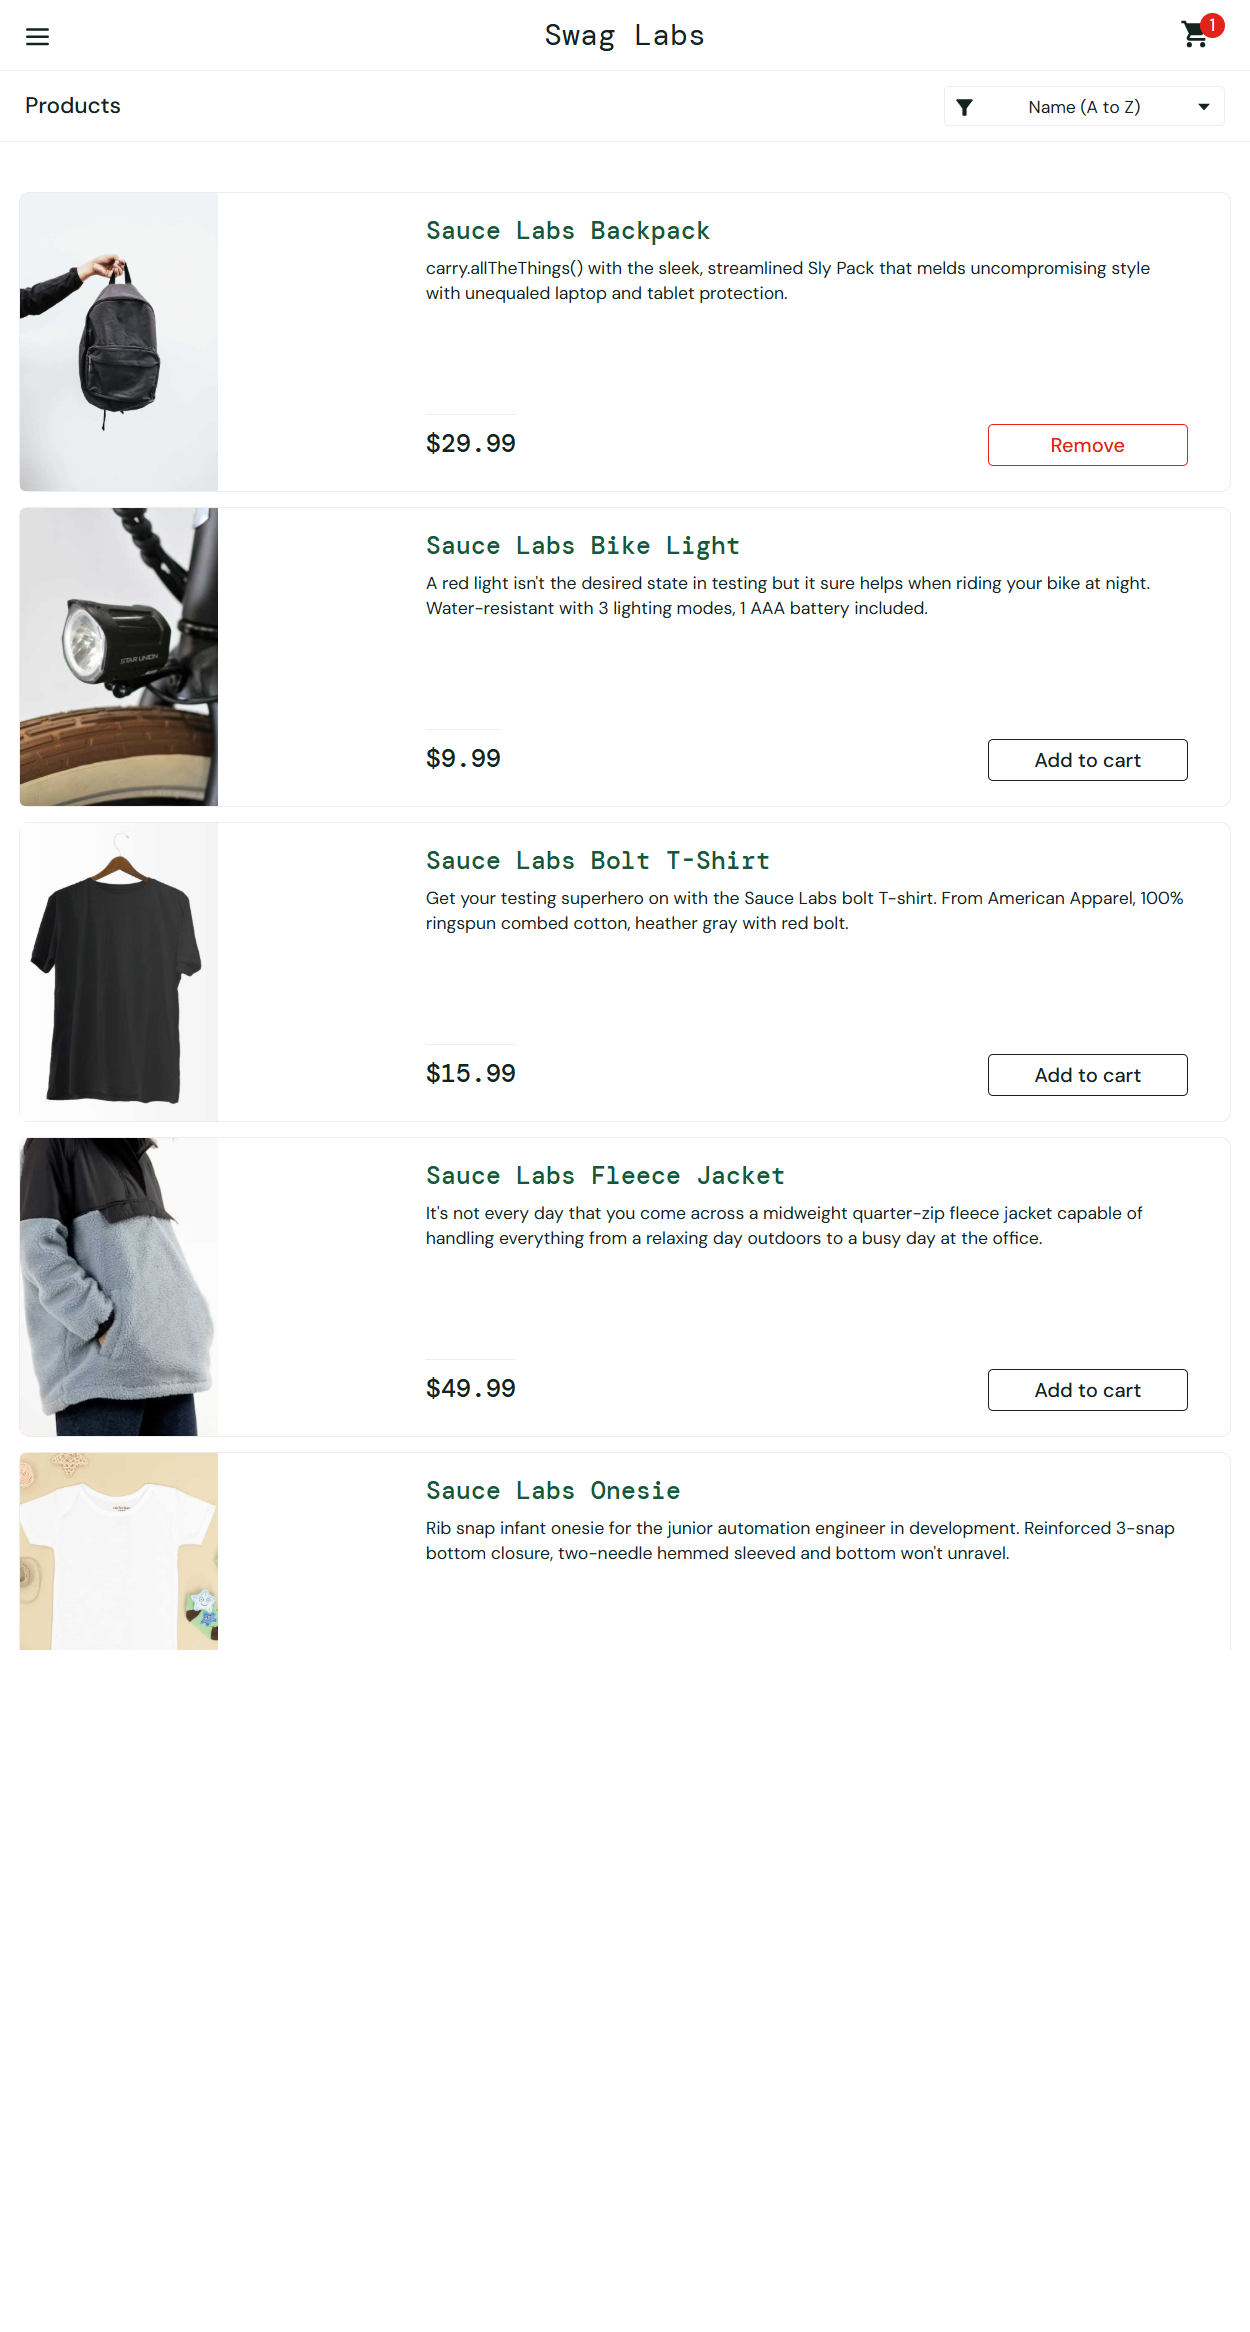 Swag Labs
1
Products
Name (A to Z)
Sauce Labs Backpack
carry.allTheThings() with the sleek, streamlined Sly Pack that melds uncompromising style
with unequaled laptop and tablet protection.
$29.99
Remove
Sauce Labs Bike Light
A red light isn't the desired state in testing but it sure helps when riding your bike at night.
Water-resistant with 3 lighting modes, 1 AAA battery included.
STAR UNION
$9.99
Add to cart
Sauce Labs Bolt T-Shirt
Get your testing superhero on with the Sauce Labs bolt T-shirt. From American Apparel, 100%
ringspun combed cotton, heather gray with red bolt.
$15.99
Add to cart
Sauce Labs Fleece Jacket
It's not every day that you come across a midweight quarter-zip fleece jacket capable of
handling everything from a relaxing day outdoors to a busy day at the office.
$49.99
Add to cart
Sauce Labs Onesie
Rib snap infant onesie for the junior automation engineer in development. Reinforced 3-snap
bottom closure, two-needle hemmed sleeved and bottom won't unravel.